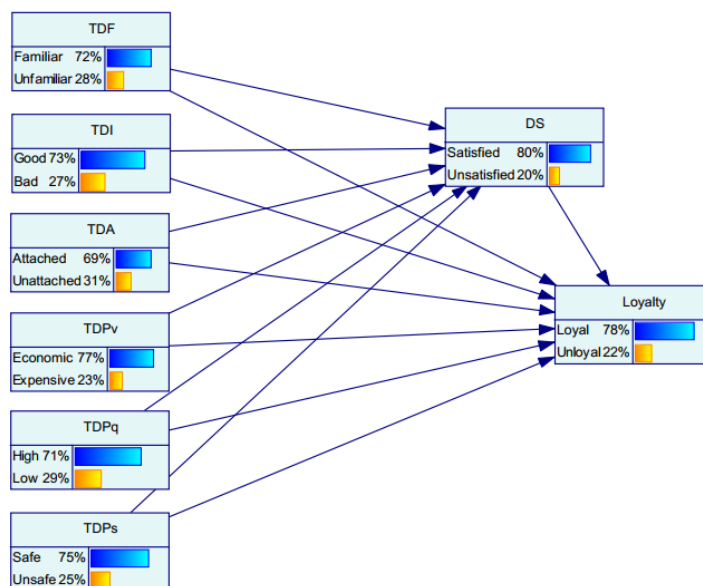 TDF
Familiar 72%
Unfamiliar 28%
TDI
Good 73%
Bad 27%
TDA
Attached 69%
Unattached 31%
TDPv
Economic 77%
Expensive 23%
TDPq
High 71%
Low 29%
TDPs
Safe 75%
Unsafe 25%
DS
Satisfied 80%
Unsatisfied 20%
Loyalty
Loyal 78%
Unloyal 22%